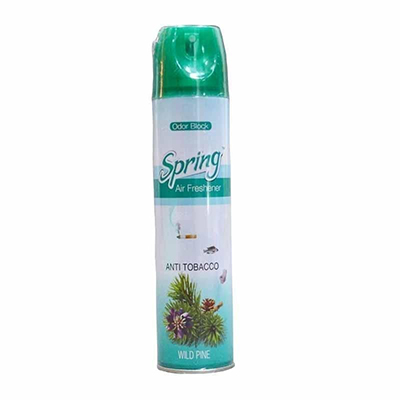 Odor Block
Spring
Air Freshener
ANTI TOBACCO
WILD PINE